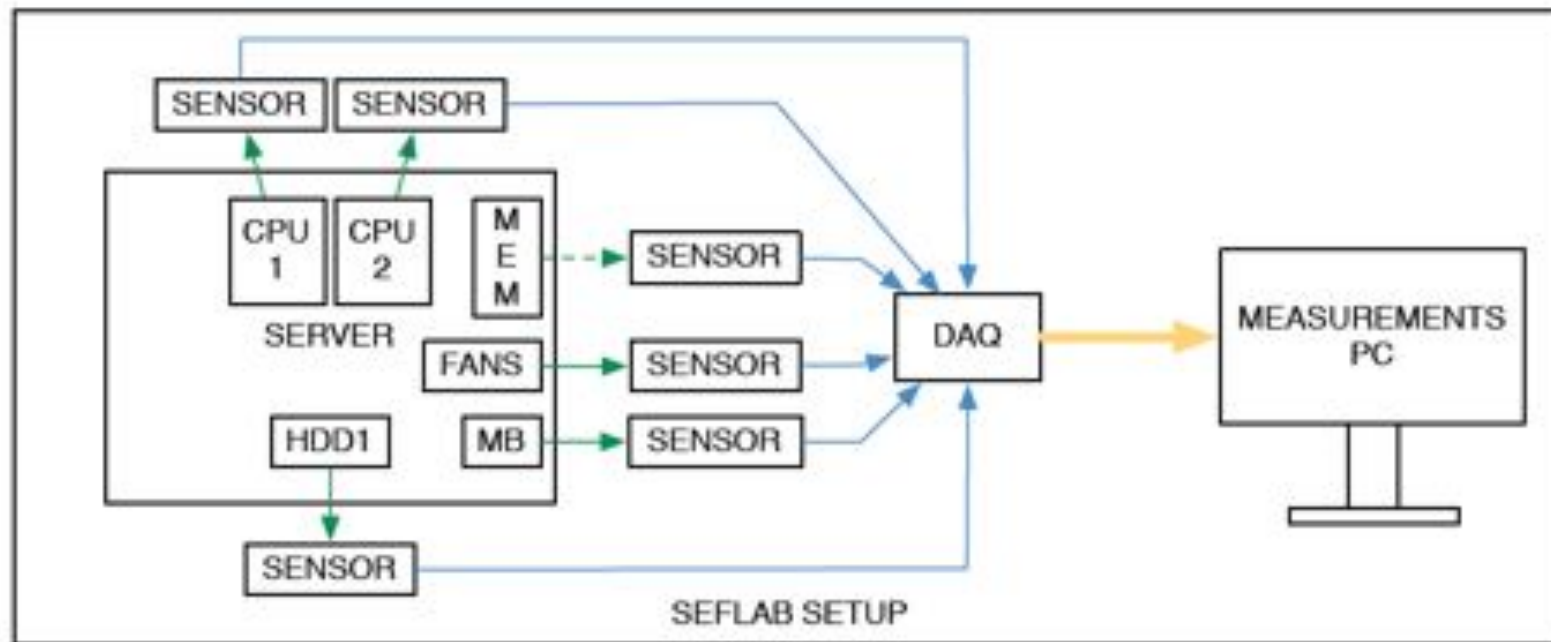 SENSOR SENSOR
CPU 1
CPU 2
M
E
M
SENSOR
SERVER
FANS
SENSOR
DAQ
MEASUREMENTS
PC
HDD1
MB
SENSOR
SENSOR
SEFLAB SETUP